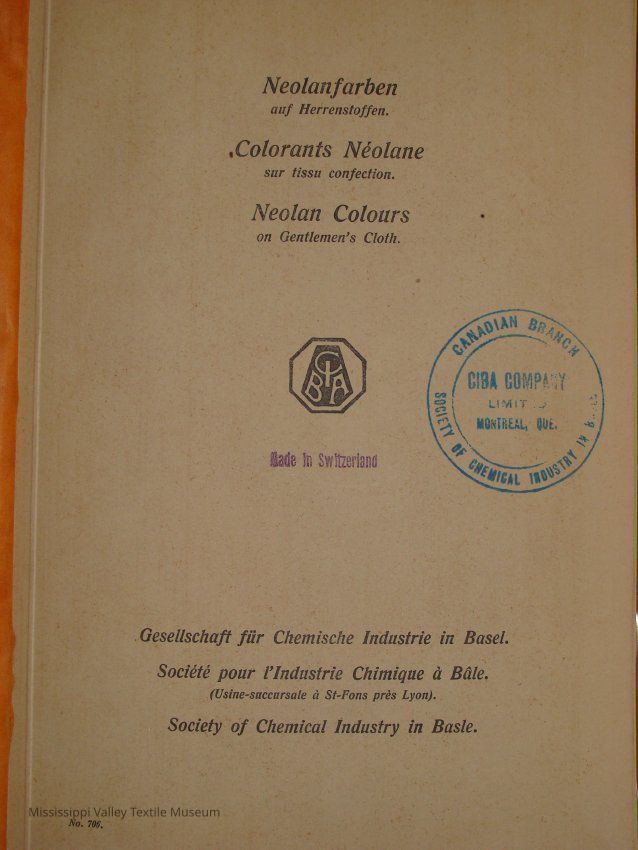 Neolanfarben
auf Herrenstoffen.
Colorants Néolane
sur tissu confection.
Neolan Colours
on Gentlemen's Cloth.
CIBA
CANADIAN BRANCH
CIBA COMPANY
MONTREAL, QUE.
SOCIETY OF CHEMICAL INDUSTRY IN
Made in Switzerland
Gesellschaft für Chemische Industrie in Basel.
Société pour l'Industrie Chimique à Bâle.
(Usine-succursale à St-Fons près Lyon).
Society of Chemical Industry in Basle.
Mississippi Valley Textile Museum
No. 706.